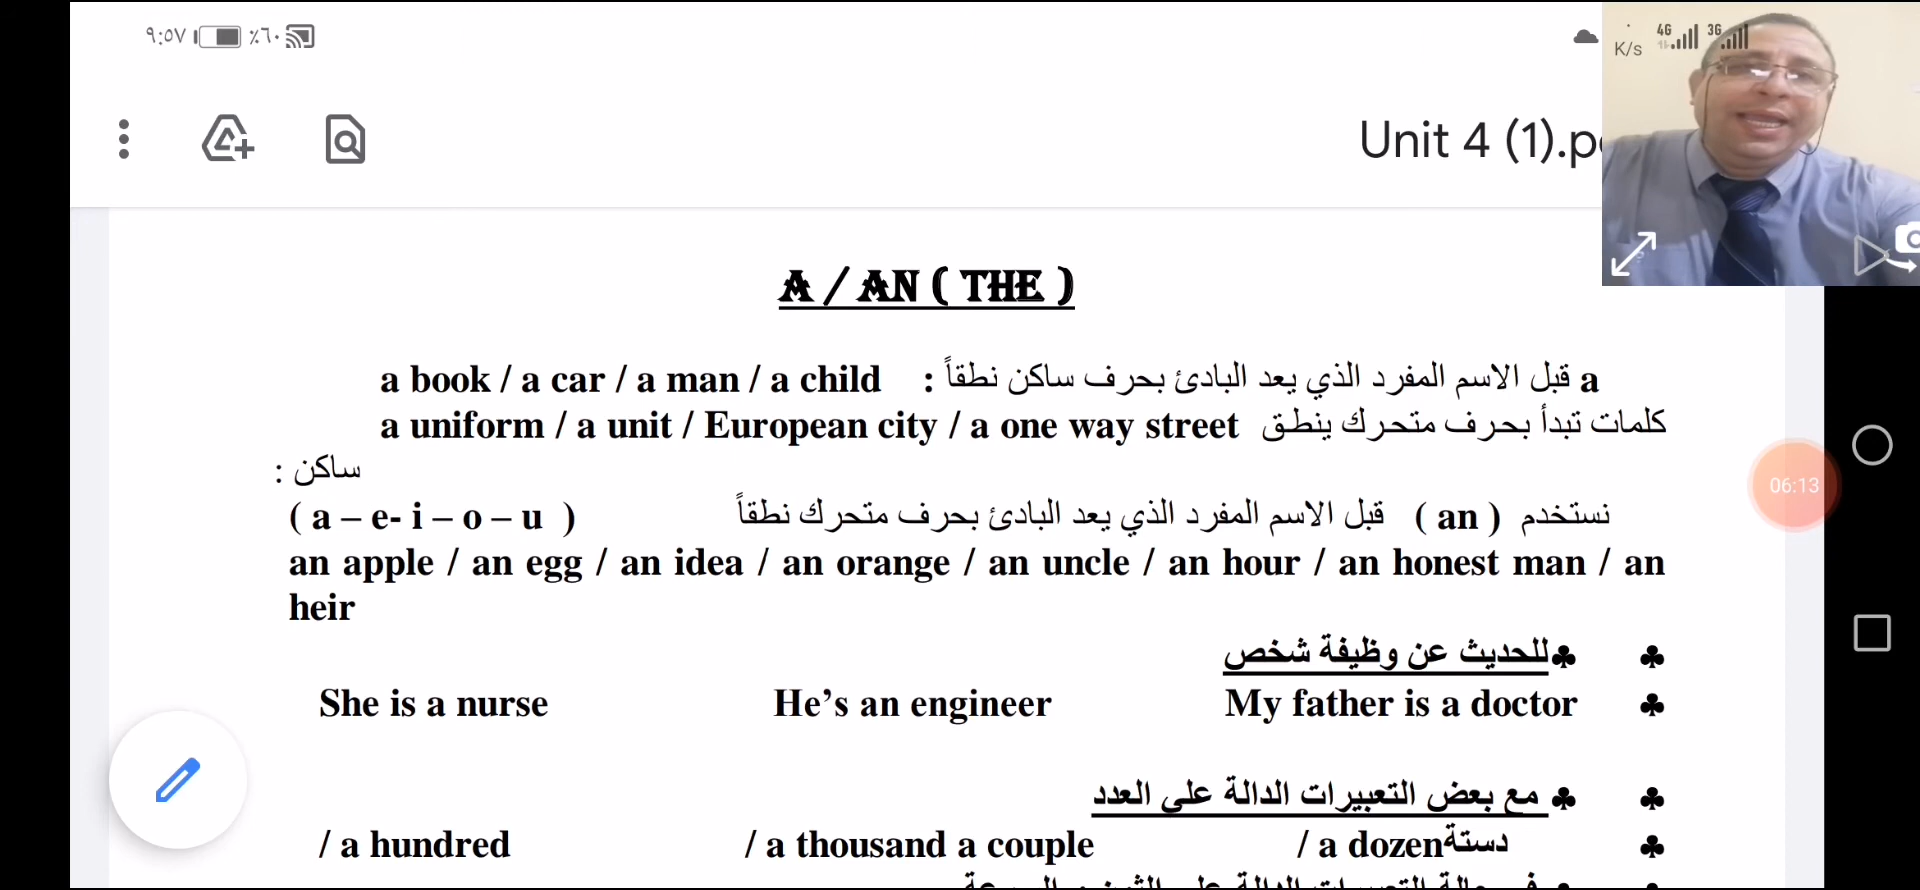 ٩:٥٧ ٪٦٠
K/s 4G 3G
Unit 4 (1).p
A / AN ( THE )
a قبل الاسم المفرد الذي يعد البادئ بحرف ساكن نطقاً : a book / a car / a man / a child
كلمات تبدأ بحرف متحرك ينطق a uniform / a unit / European city / a one way street
ساكن :
نستخدم ( an ) قبل الاسم المفرد الذي يعد البادئ بحرف متحرك نطقاً ( a – e- i – o – u )
06:13
an apple / an egg / an idea / an orange / an uncle / an hour / an honest man / an
heir
♣ ♣للحديث عن وظيفة شخص
♣ My father is a doctor He’s an engineer She is a nurse
♣ ♣ مع بعض التعبيرات الدالة على العدد
♣ دستة a dozen / a thousand a couple / a hundred /